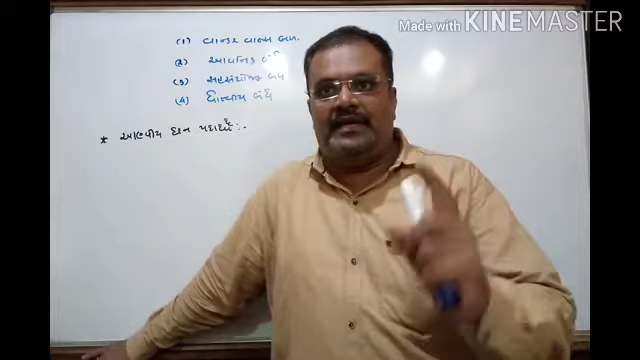 Made with KINEMASTER
(1) વાન્ડર વાલ્સ બળ.
(2) આયનિક બંધ
(3) સહસંયોજક બંધ
(4) ધાત્વીય બંધ
* આણ્વીય ઘન પદાર્થો :-